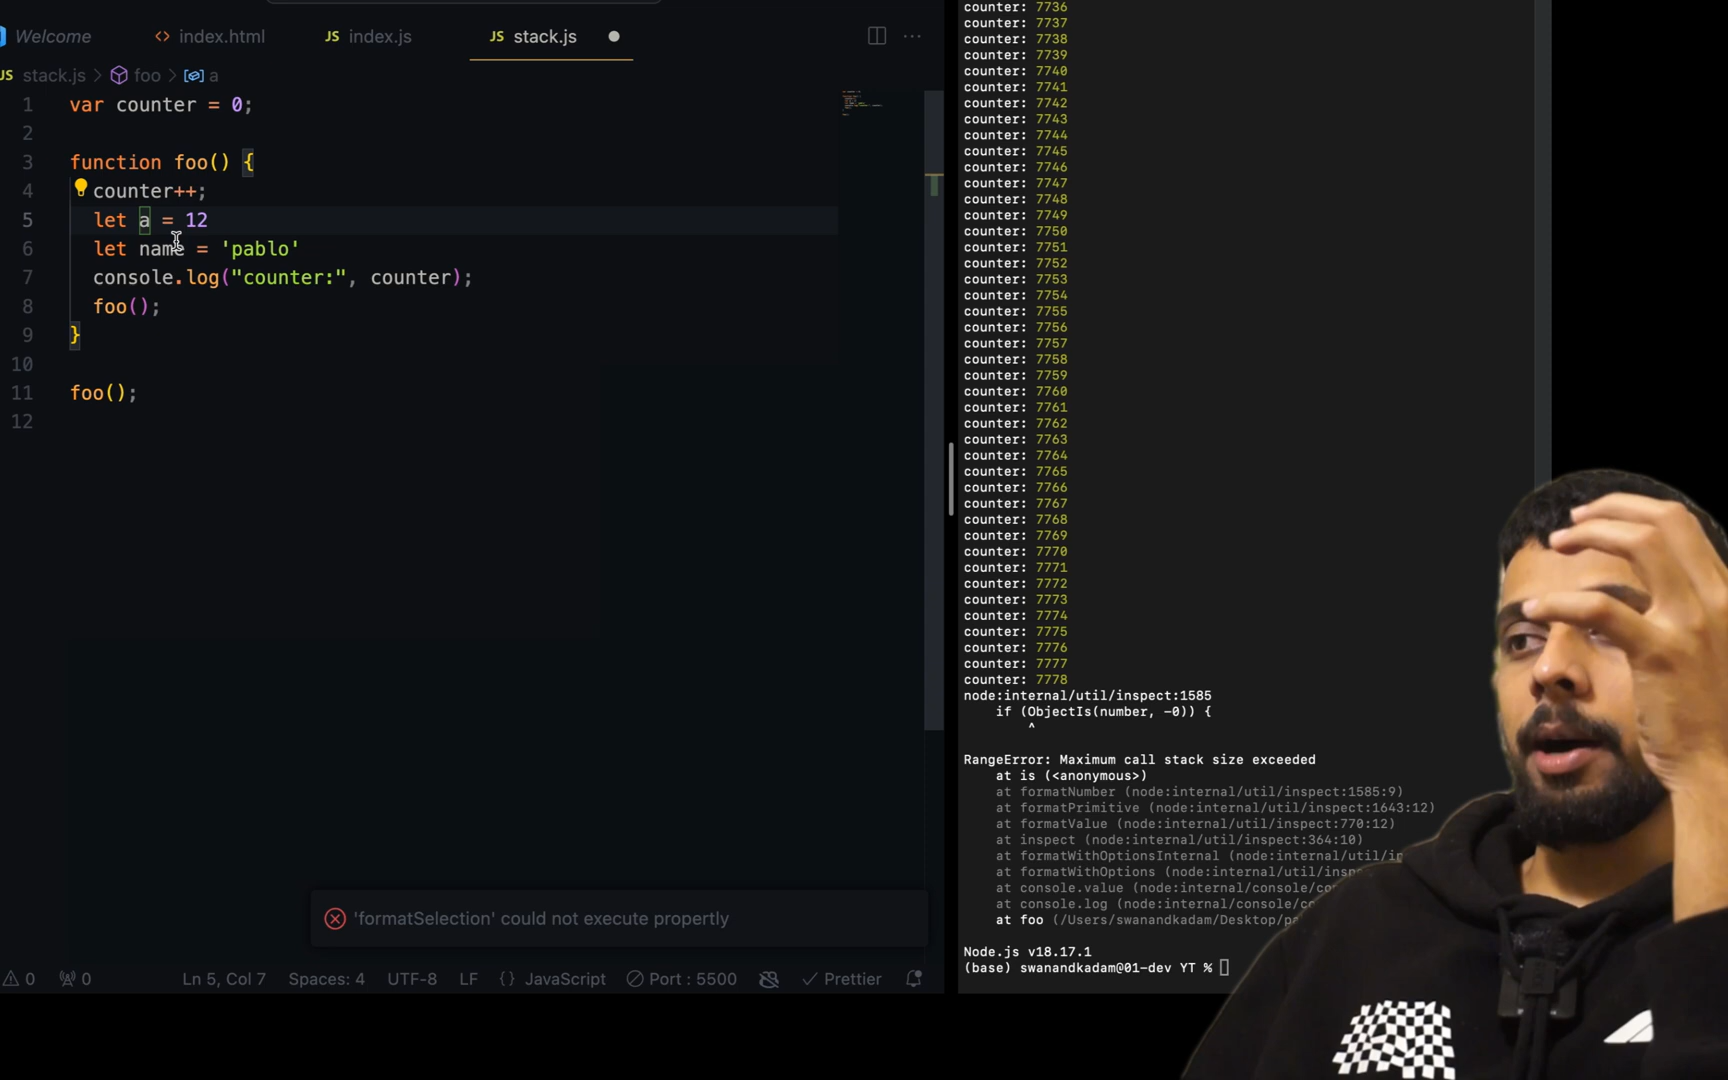 Welcome
<> index.html
JS index.js
JS stack.js
JS stack.js > foo > a
1 var counter = 0;
2
3 function foo() {
4 counter++;
5 let a = 12
6 let name = 'pablo'
7 console.log("counter:", counter);
8 foo();
9 }
10
11 foo();
12
'formatSelection' could not execute propertly
0
0
Ln 5, Col 7
Spaces: 4
UTF-8
LF
{} JavaScript
Port : 5500
Prettier
counter: 7736
counter: 7737
counter: 7738
counter: 7739
counter: 7740
counter: 7741
counter: 7742
counter: 7743
counter: 7744
counter: 7745
counter: 7746
counter: 7747
counter: 7748
counter: 7749
counter: 7750
counter: 7751
counter: 7752
counter: 7753
counter: 7754
counter: 7755
counter: 7756
counter: 7757
counter: 7758
counter: 7759
counter: 7760
counter: 7761
counter: 7762
counter: 7763
counter: 7764
counter: 7765
counter: 7766
counter: 7767
counter: 7768
counter: 7769
counter: 7770
counter: 7771
counter: 7772
counter: 7773
counter: 7774
counter: 7775
counter: 7776
counter: 7777
counter: 7778
node:internal/util/inspect:1585
if (ObjectIs(number, -0)) {
^
RangeError: Maximum call stack size exceeded
at is (<anonymous>)
at formatNumber (node:internal/util/inspect:1585:9)
at formatPrimitive (node:internal/util/inspect:1643:12)
at formatValue (node:internal/util/inspect:770:12)
at inspect (node:internal/util/inspect:364:10)
at formatWithOptionsInternal (node:internal/util/in
at formatWithOptions (node:internal/util/insp
at console.value (node:internal/console/co
at console.log (node:internal/console/c
at foo (/Users/swanandkadam/Desktop/p
Node.js v18.17.1
(base) swanandkadam@01-dev YT %